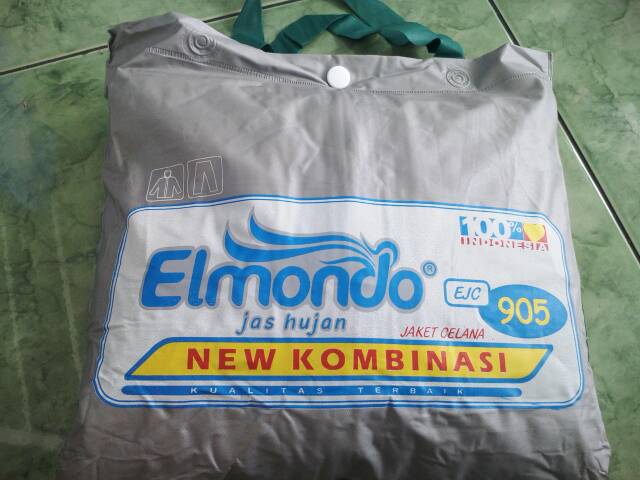 100%
INDONESIA
Elmondo®
jas hujan
EJC 905
JAKET CELANA
NEW KOMBINASI
KUALITAS TERBAIK